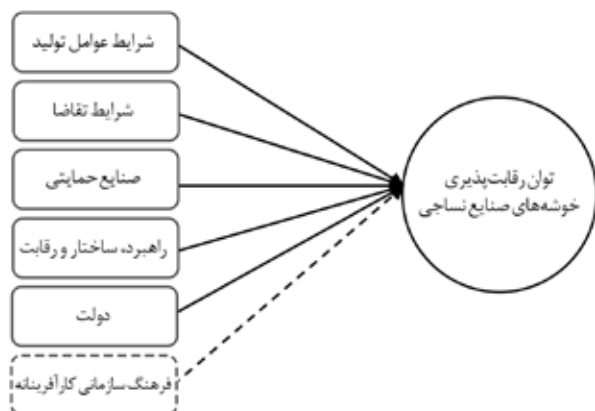 شرایط عوامل تولید
شرایط تقاضا
صنایع حمایتی
راهبرد، ساختار و رقابت
دولت
فرهنگ سازمانی کارآفرینانه
توان رقابت‌پذیری
خوشه‌های صنایع نساجی